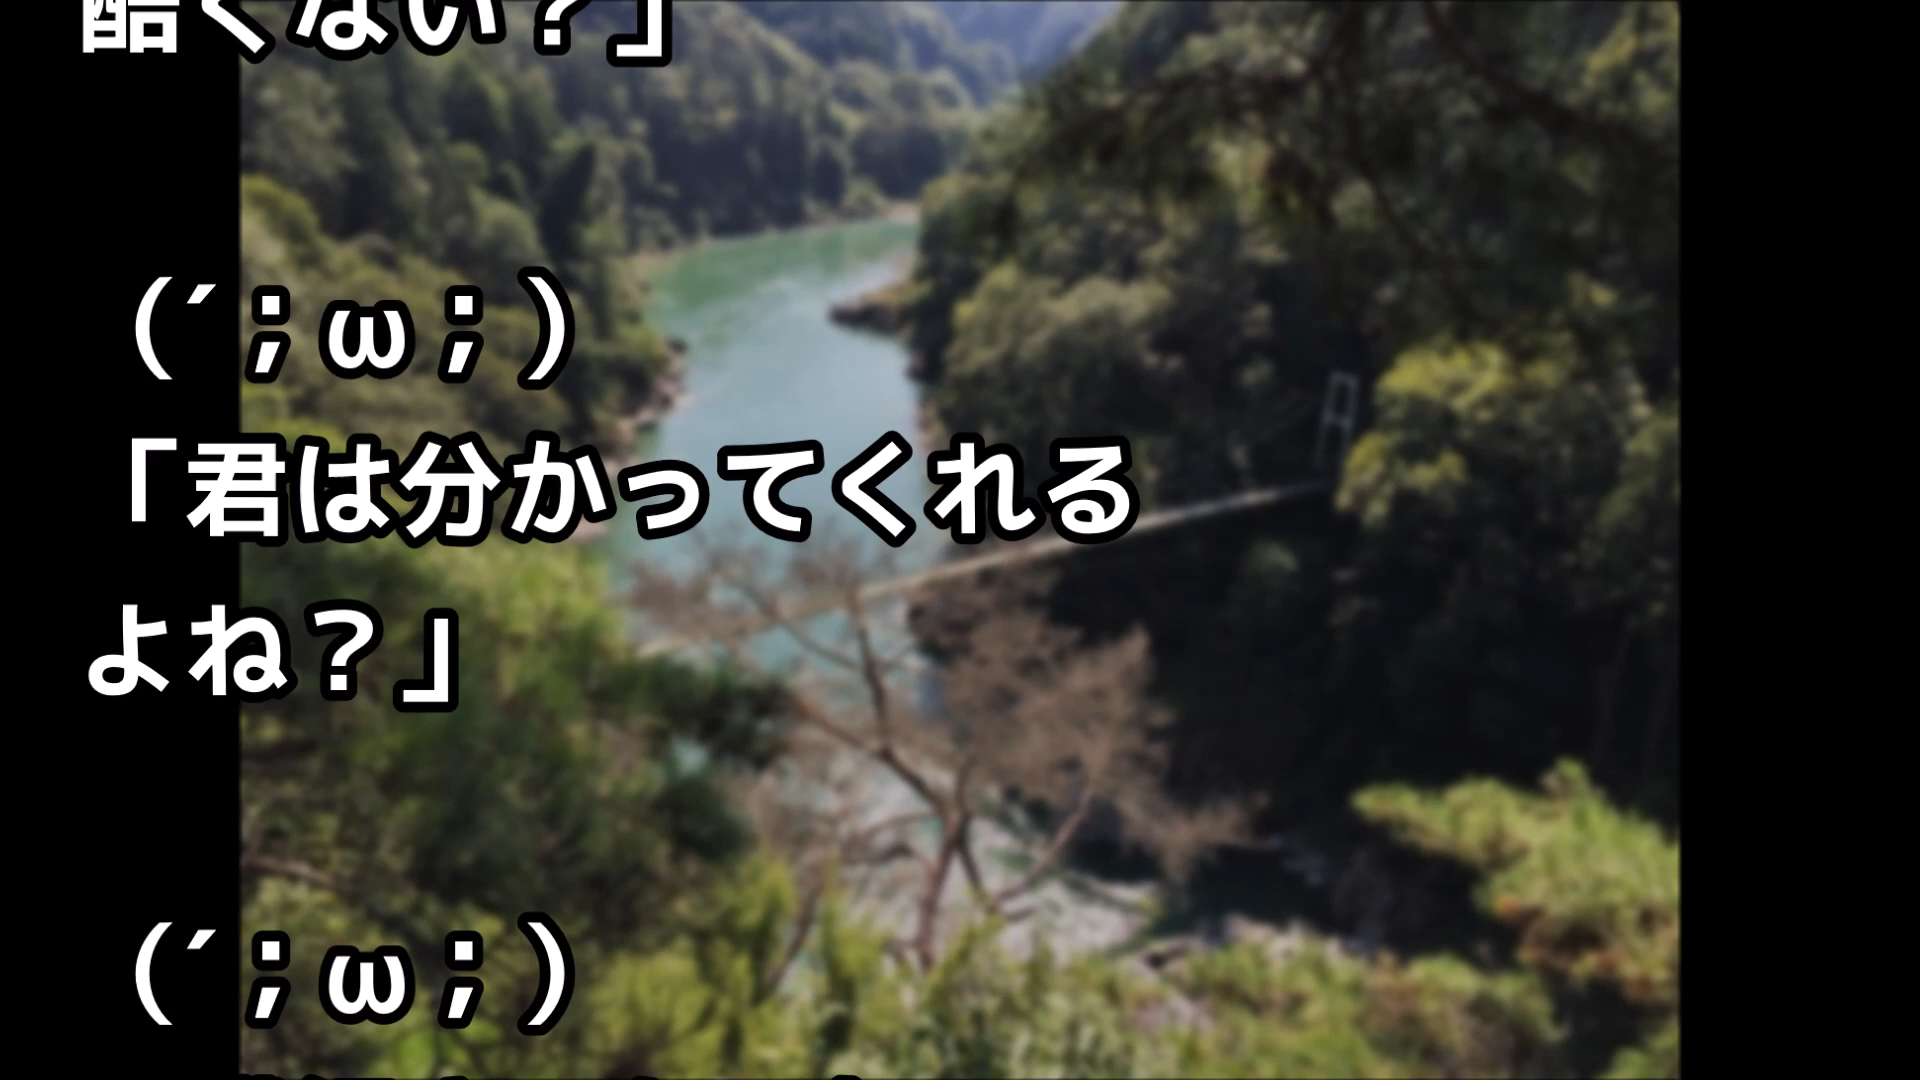 酷くない？」
（´；ω；）
「君は分かってくれる
よね？」
（´；ω；）